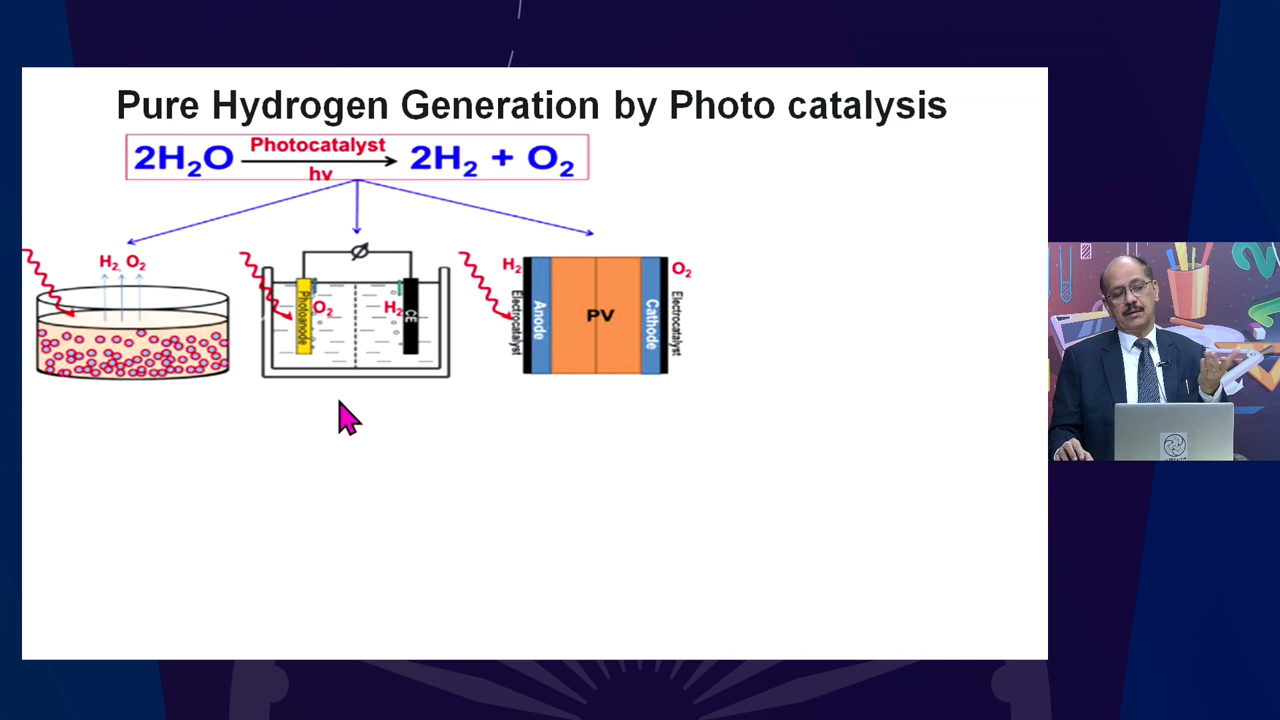 Pure Hydrogen Generation by Photo catalysis
Photocatalyst
2H₂O → 2H₂ + O₂
hν
H₂, O₂
Photoanode
O₂
H₂
CE
H₂
Electrocatalyst
Anode
PV
Cathode
Electrocatalyst
O₂